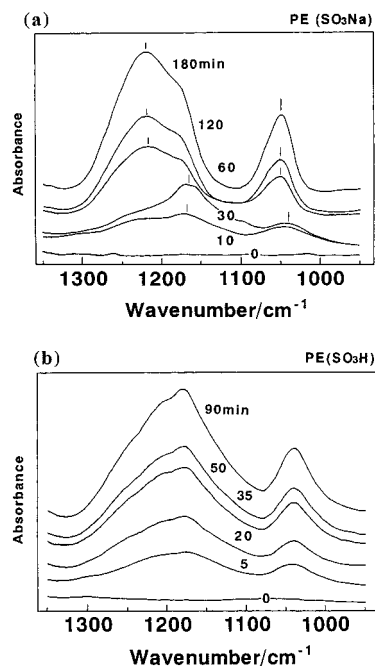 (a)
PE (SO₃Na)
180min
120
60
30
10
0
Absorbance
1300 1200 1100 1000
Wavenumber/cm⁻¹
(b)
PE(SO₃H)
90min
50
35
20
5
0
Absorbance
1300 1200 1100 1000
Wavenumber/cm⁻¹